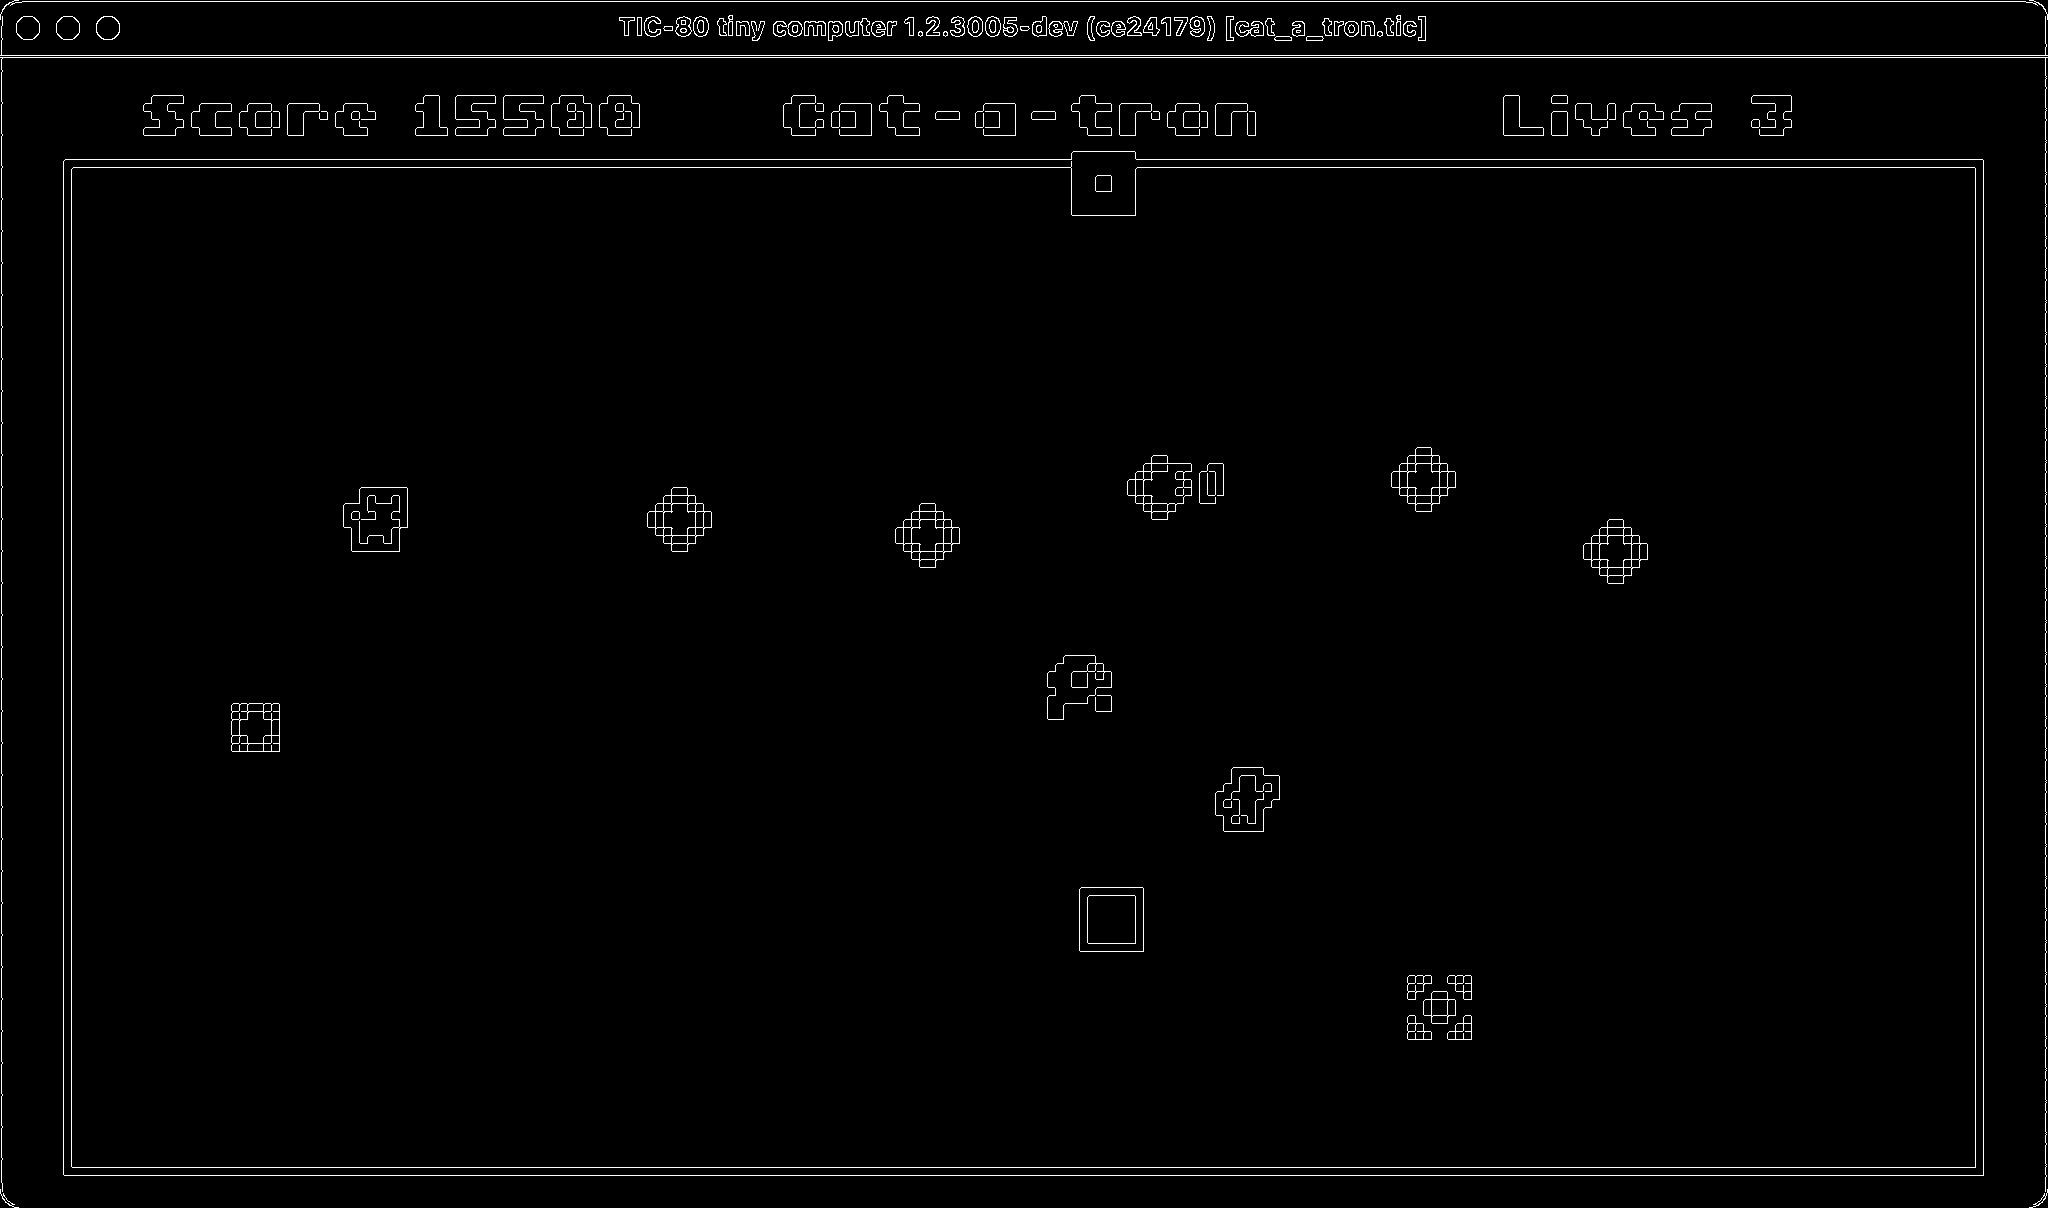 TIC-80 tiny computer 1.2.3005-dev (ce24179) [cat_a_tron.tic]
Score 15500 Cat-a-tron Lives 3